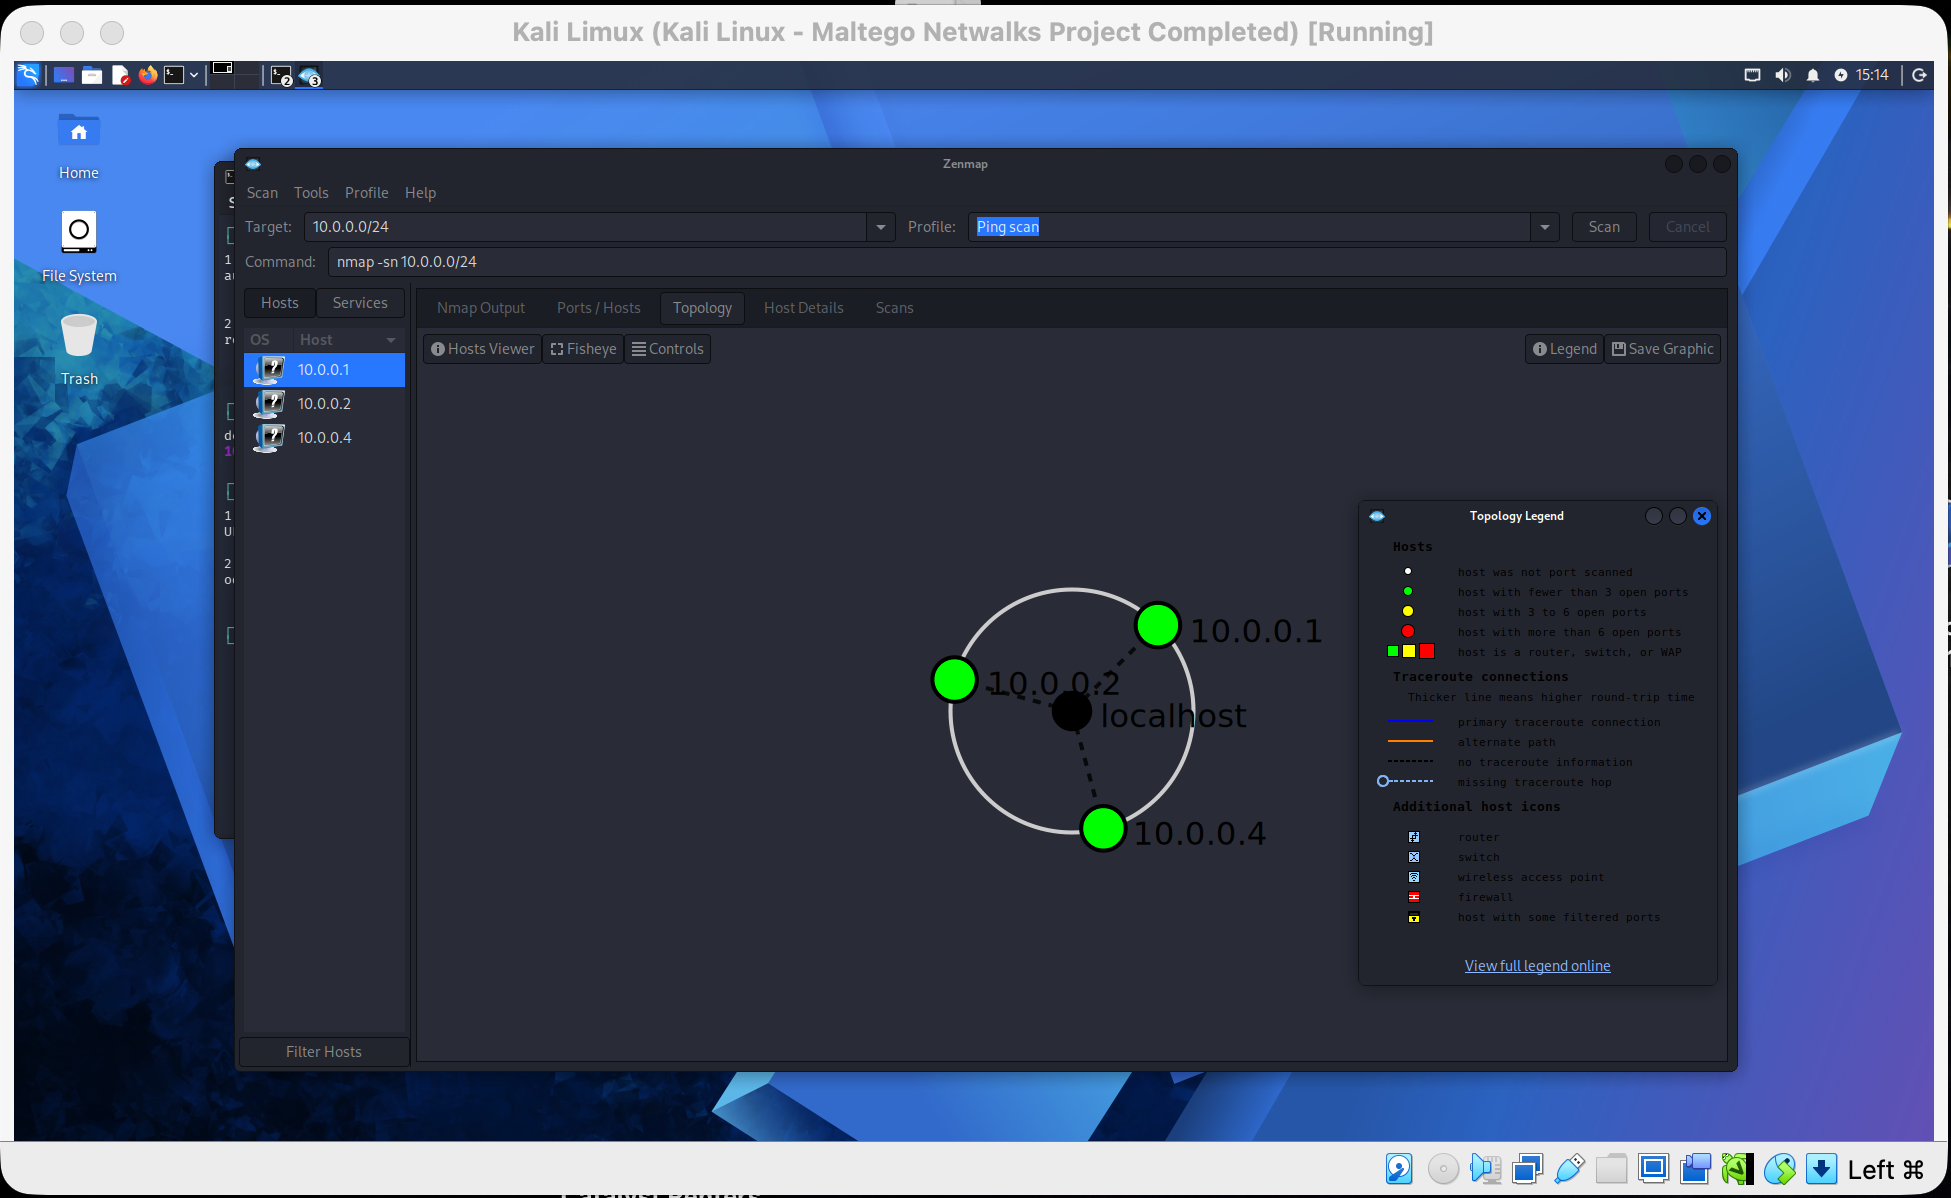 Kali Limux (Kali Linux - Maltego Netwalks Project Completed) [Running]
2
3
15:14
Home
File System
Trash
Zenmap
Scan Tools Profile Help
Target: 10.0.0.0/24 Profile: Ping scan Scan Cancel
Command: nmap -sn 10.0.0.0/24
Hosts Services
Nmap Output Ports / Hosts Topology Host Details Scans
OS Host
Hosts Viewer Fisheye Controls Legend Save Graphic
10.0.0.1
10.0.0.2
10.0.0.4
10.0.0.1
10.0.0.2
localhost
10.0.0.4
Topology Legend
Hosts
host was not port scanned
host with fewer than 3 open ports
host with 3 to 6 open ports
host with more than 6 open ports
host is a router, switch, or WAP
Traceroute connections
Thicker line means higher round-trip time
primary traceroute connection
alternate path
no traceroute information
missing traceroute hop
Additional host icons
router
switch
wireless access point
firewall
host with some filtered ports
View full legend online
Filter Hosts
Left ⌘